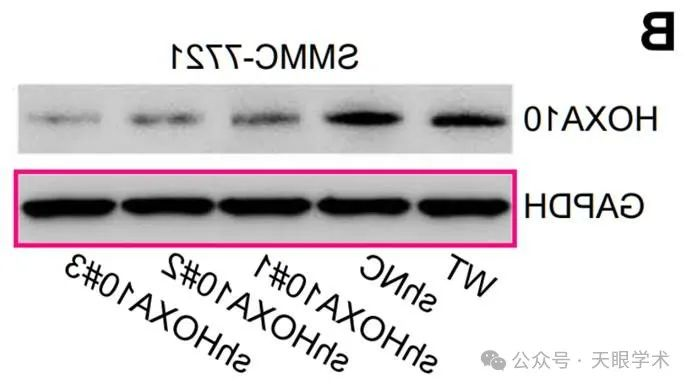 B
SMMC-7721
HOXA10
GAPDH
WT
shNC
shHOXA10#1
shHOXA10#2
shHOXA10#3
公众号 · 天眼学术